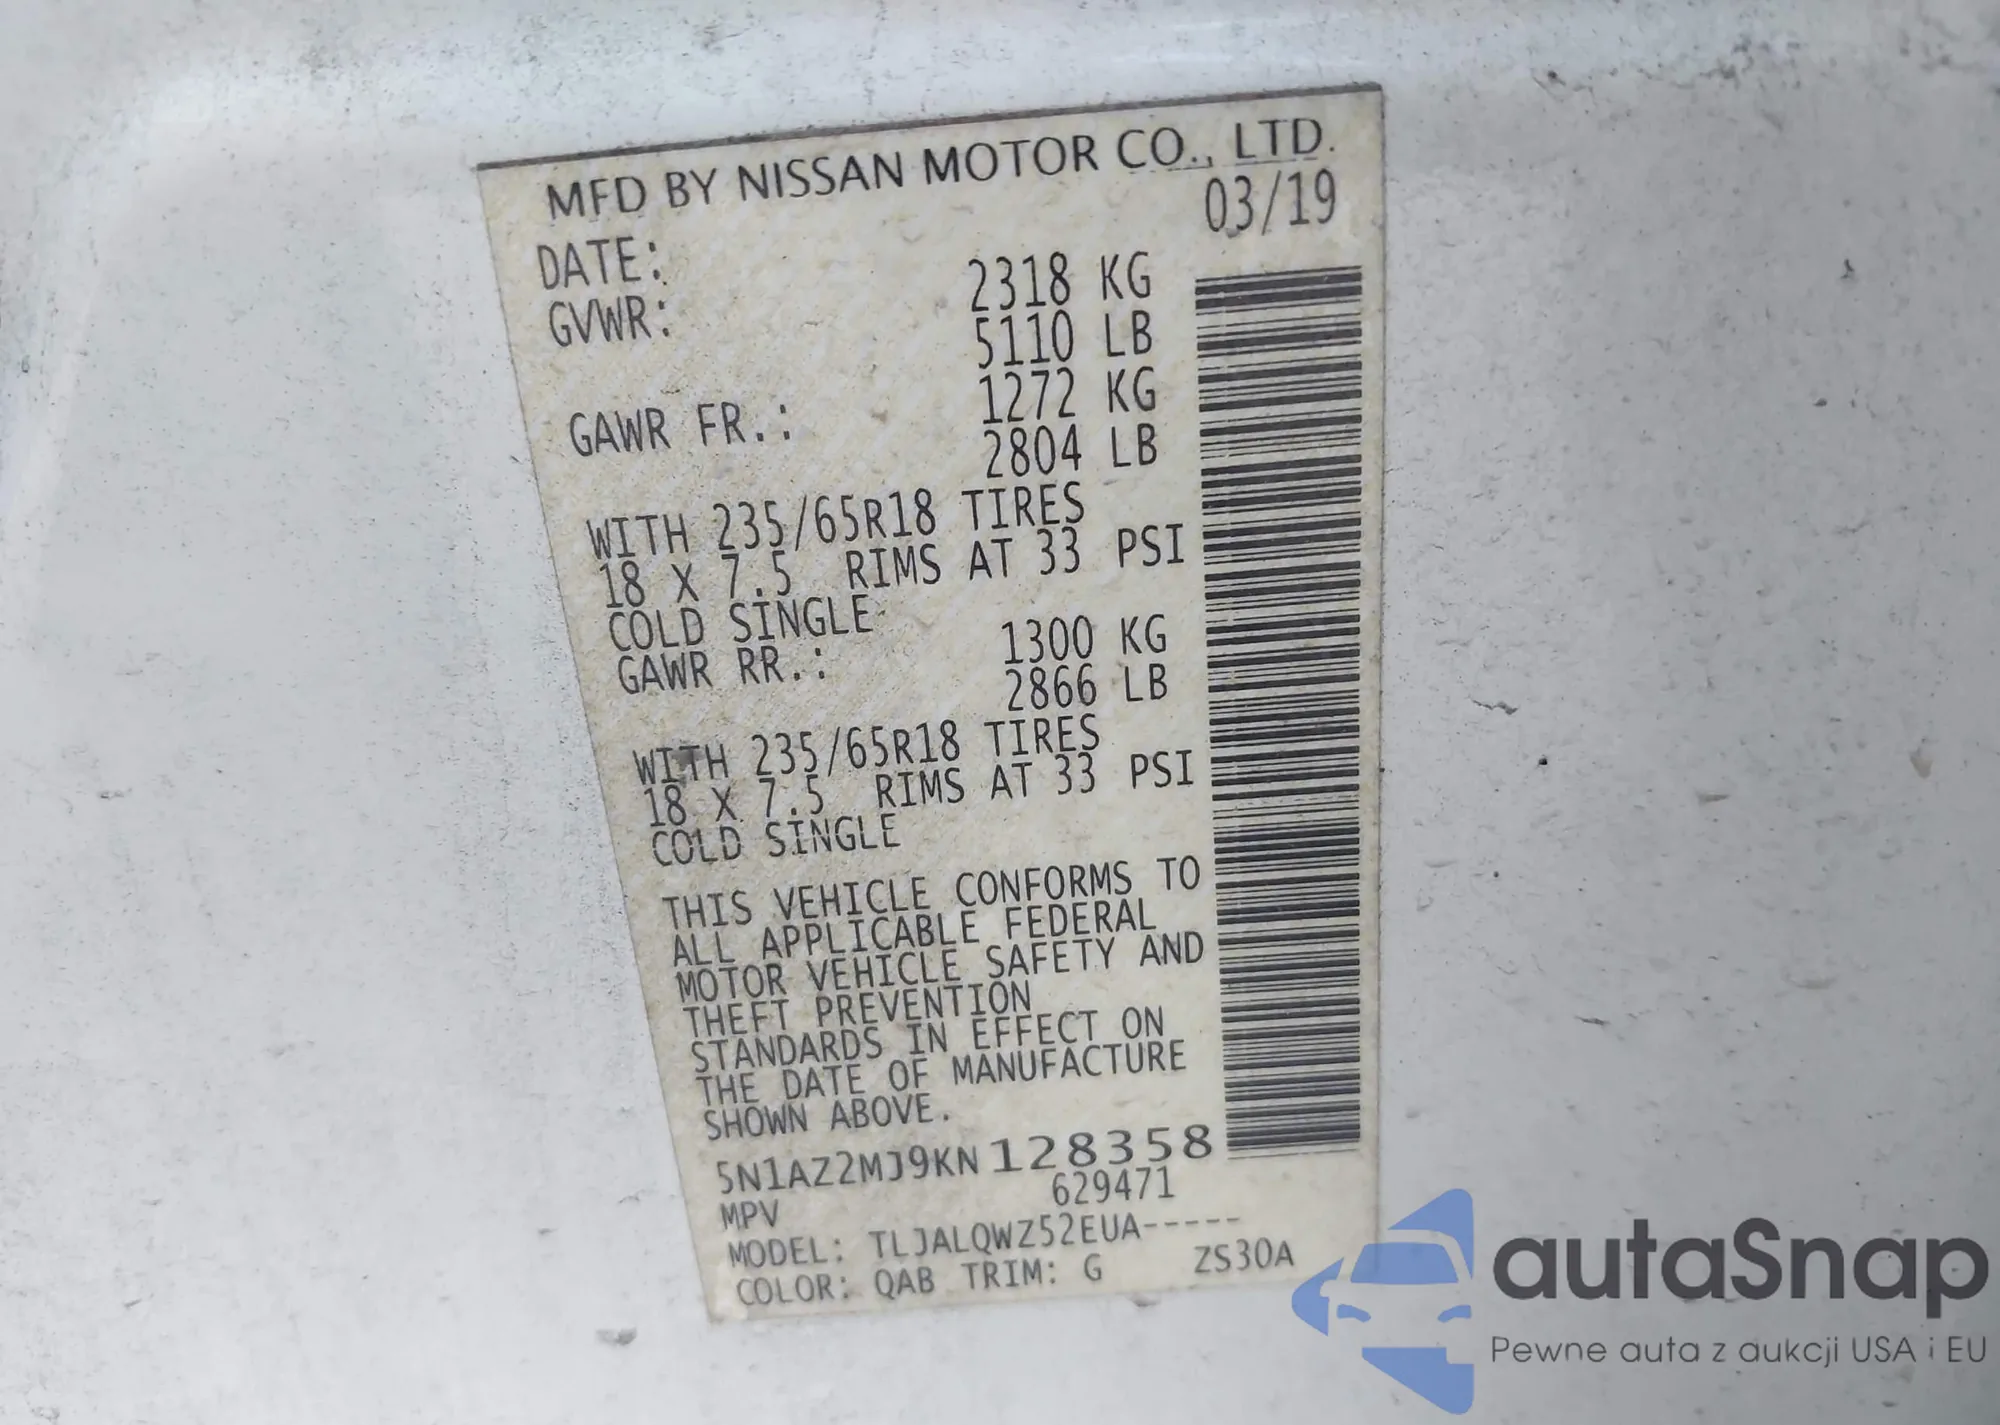 MFD BY NISSAN MOTOR CO., LTD.
DATE: 03/19
GVWR: 2318 KG
5110 LB
GAWR FR.: 1272 KG
2804 LB
WITH 235/65R18 TIRES
18 X 7.5 RIMS AT 33 PSI
COLD SINGLE
GAWR RR.: 1300 KG
2866 LB
WITH 235/65R18 TIRES
18 X 7.5 RIMS AT 33 PSI
COLD SINGLE
THIS VEHICLE CONFORMS TO
ALL APPLICABLE FEDERAL
MOTOR VEHICLE SAFETY AND
THEFT PREVENTION
STANDARDS IN EFFECT ON
THE DATE OF MANUFACTURE
SHOWN ABOVE.
5N1AZ2MJ9KN128358
MPV 629471
MODEL: TLJALQWZ52EUA-----
COLOR: QAB TRIM: G ZS30A
autaSnap
Pewne auta z aukcji USA i EU